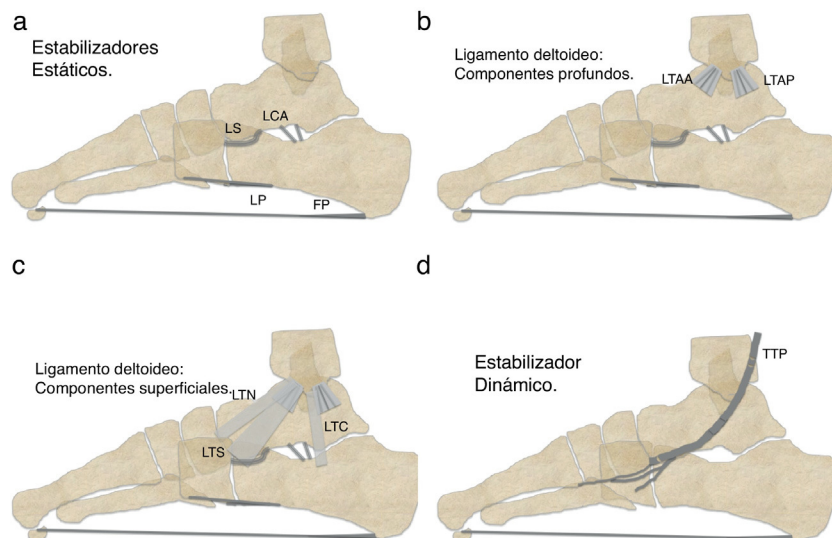 a
Estabilizadores
Estáticos.
LS
LCA
LP
FP
b
Ligamento deltoideo:
Componentes profundos.
LTAA
LTAP
c
Ligamento deltoideo:
Componentes superficiales.
LTN
LTS
LTC
d
Estabilizador
Dinámico.
TTP